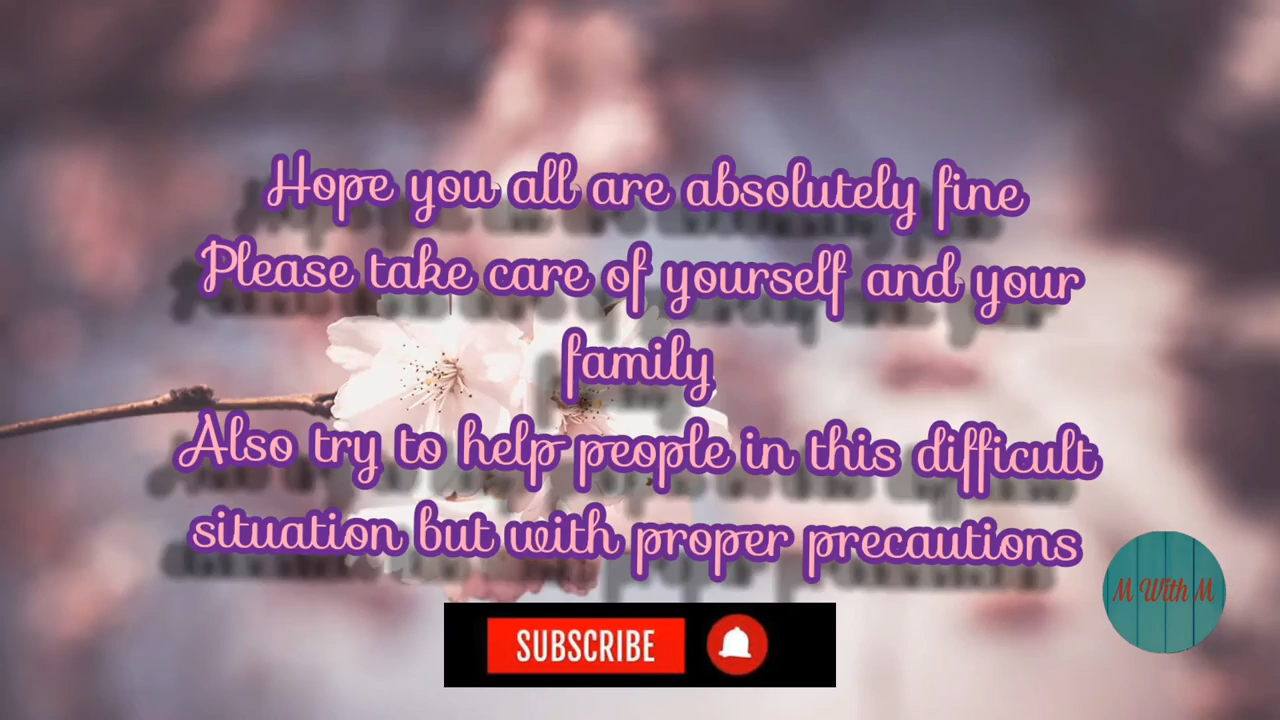 Hope you all are absolutely fine
Please take care of yourself and your
family
Also try to help people in this difficult
situation but with proper precautions
M With M
SUBSCRIBE